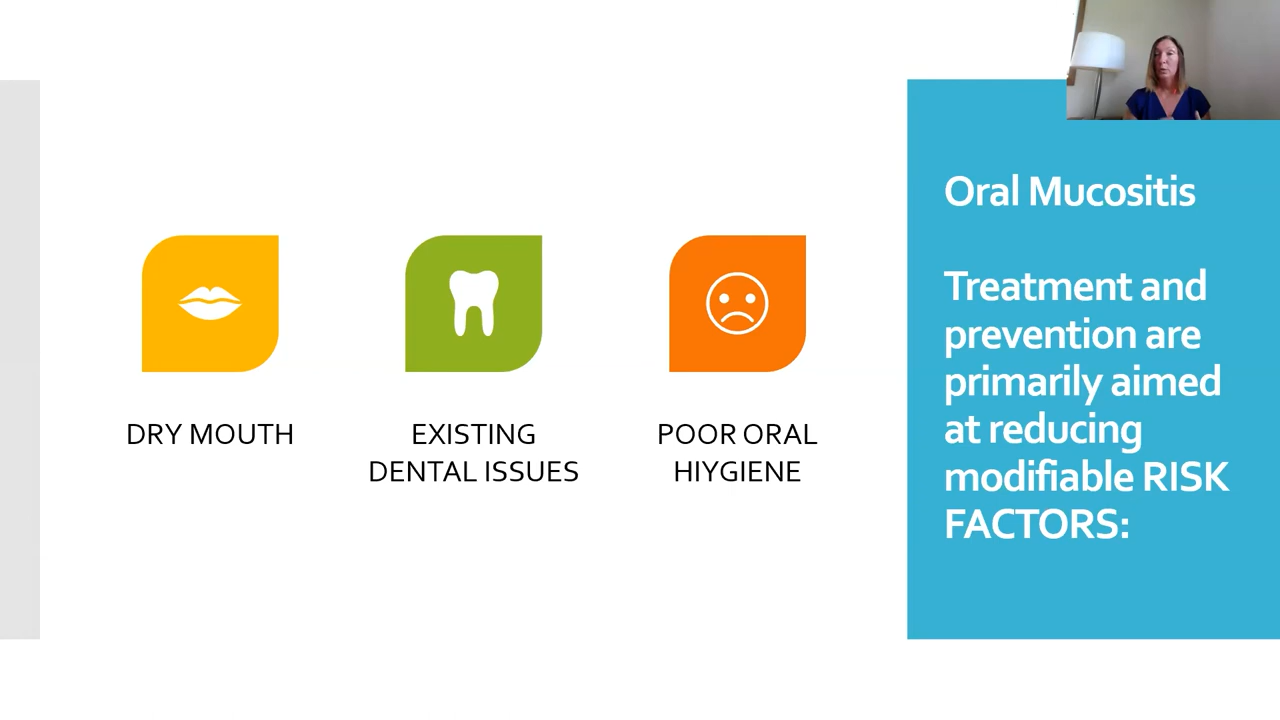 Oral Mucositis
Treatment and
prevention are
primarily aimed
at reducing
modifiable RISK
FACTORS:
DRY MOUTH
EXISTING
DENTAL ISSUES
POOR ORAL
HIYGIENE